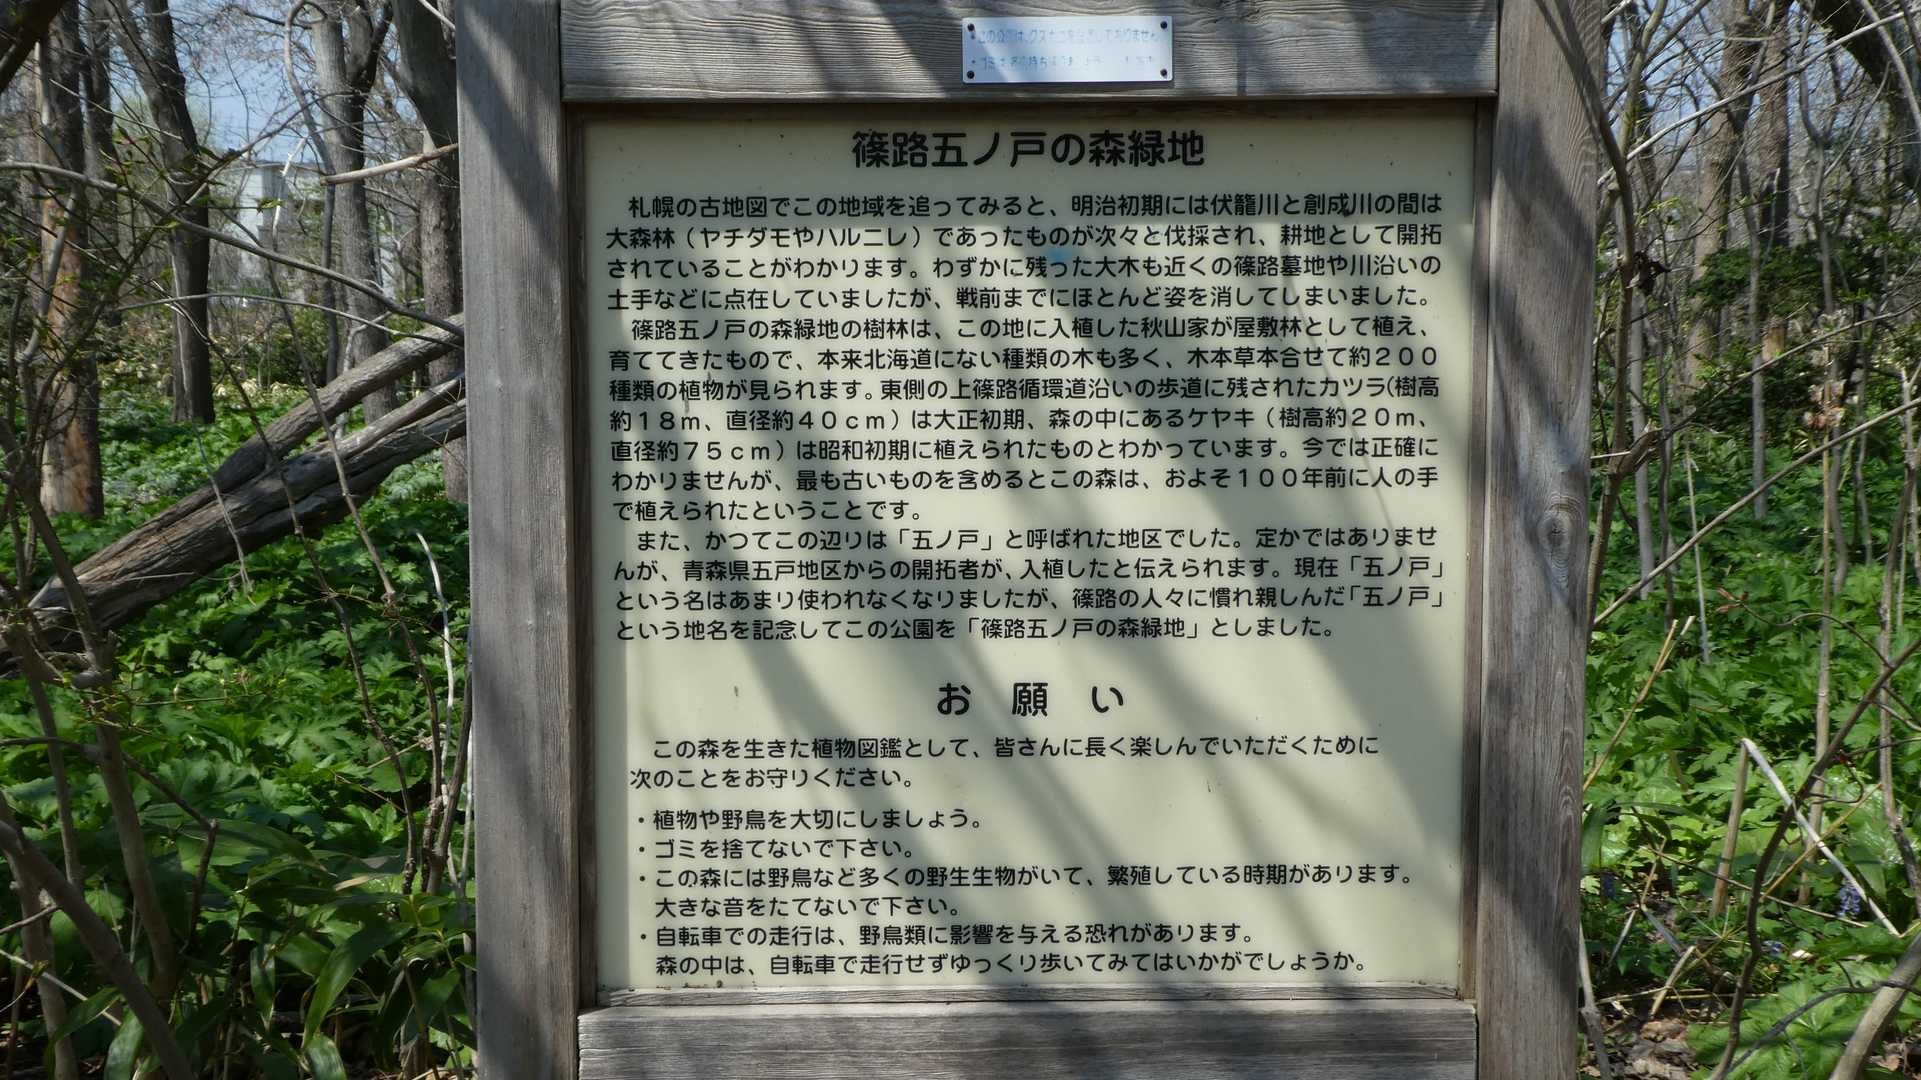 ・この公園は、クズカゴを設置しておりません
・ゴミは
篠路五ノ戸の森緑地
札幌の古地図でこの地域を追ってみると、明治初期には伏籠川と創成川の間は
大森林（ヤチダモやハルニレ）であったものが次々と伐採され、耕地として開拓
されていることがわかります。わずかに残った大木も近くの篠路墓地や川沿いの
土手などに点在していましたが、戦前までにほとんど姿を消してしまいました。
篠路五ノ戸の森緑地の樹林は、この地に入植した秋山家が屋敷林として植え、
育ててきたもので、本来北海道にない種類の木も多く、木本草本合せて約２００
種類の植物が見られます。東側の上篠路循環道沿いの歩道に残されたカツラ(樹高
約１８ｍ、直径約４０ｃｍ）は大正初期、森の中にあるケヤキ（樹高約２０ｍ、
直径約７５ｃｍ）は昭和初期に植えられたものとわかっています。今では正確に
わかりませんが、最も古いものを含めるとこの森は、およそ１００年前に人の手
で植えられたということです。
また、かつてこの辺りは「五ノ戸」と呼ばれた地区でした。定かではありませ
んが、青森県五戸地区からの開拓者が、入植したと伝えられます。現在「五ノ戸」
という名はあまり使われなくなりましたが、篠路の人々に慣れ親しんだ「五ノ戸」
という地名を記念してこの公園を「篠路五ノ戸の森緑地」としました。
お願い
この森を生きた植物図鑑として、皆さんに長く楽しんでいただくために
次のことをお守りください。
・植物や野鳥を大切にしましょう。
・ゴミを捨てないで下さい。
・この森には野鳥など多くの野生生物がいて、繁殖している時期があります。
大きな音をたてないで下さい。
・自転車での走行は、野鳥類に影響を与える恐れがあります。
森の中は、自転車で走行せずゆっくり歩いてみてはいかがでしょうか。